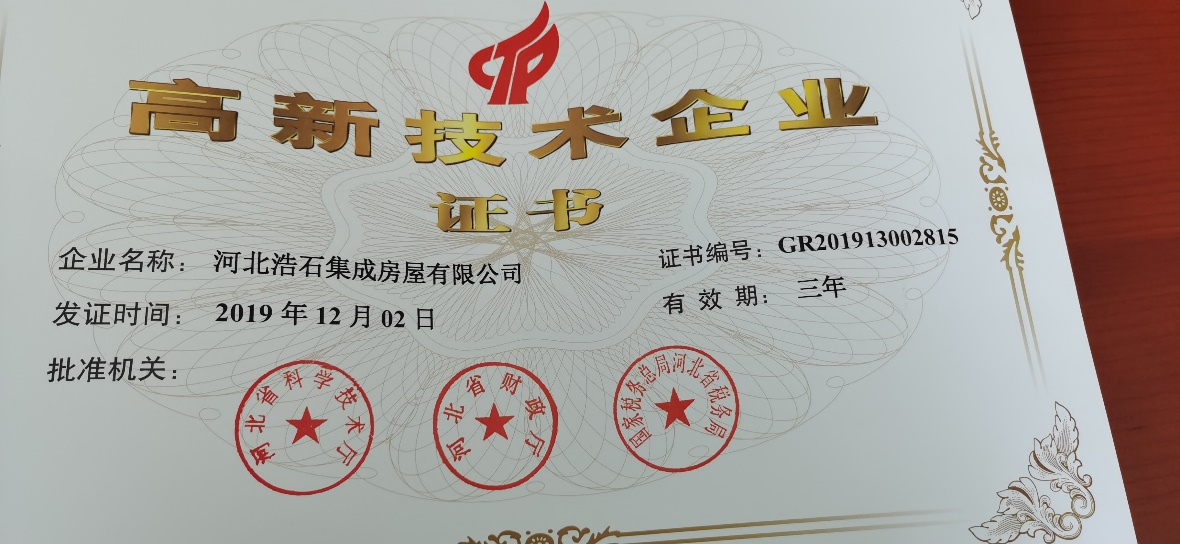 高新技术企业
证书
企业名称：河北浩石集成房屋有限公司
证书编号：GR201913002815
发证时间：2019年12月02日
有效期：三年
批准机关：
河北省科学技术厅
河北省财政厅
国家税务总局河北省税务局